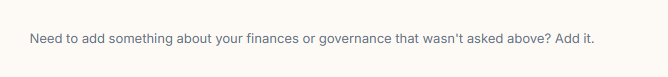 Need to add something about your finances or governance that wasn't asked above? Add it.